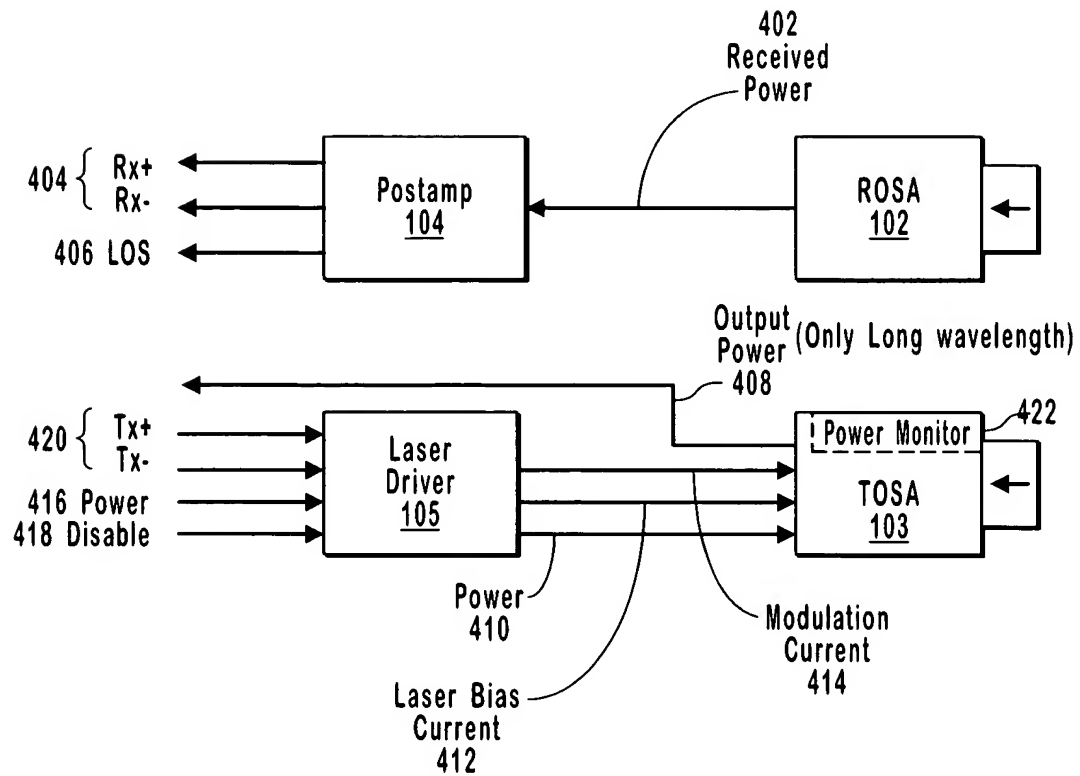 402
Received
Power
404 { Rx+
Rx-
406 LOS
Postamp
104
ROSA
102
Output
Power
408
(Only Long wavelength)
420 { Tx+
Tx-
416 Power
418 Disable
Laser
Driver
105
Power Monitor
422
TOSA
103
Power
410
Modulation
Current
414
Laser Bias
Current
412